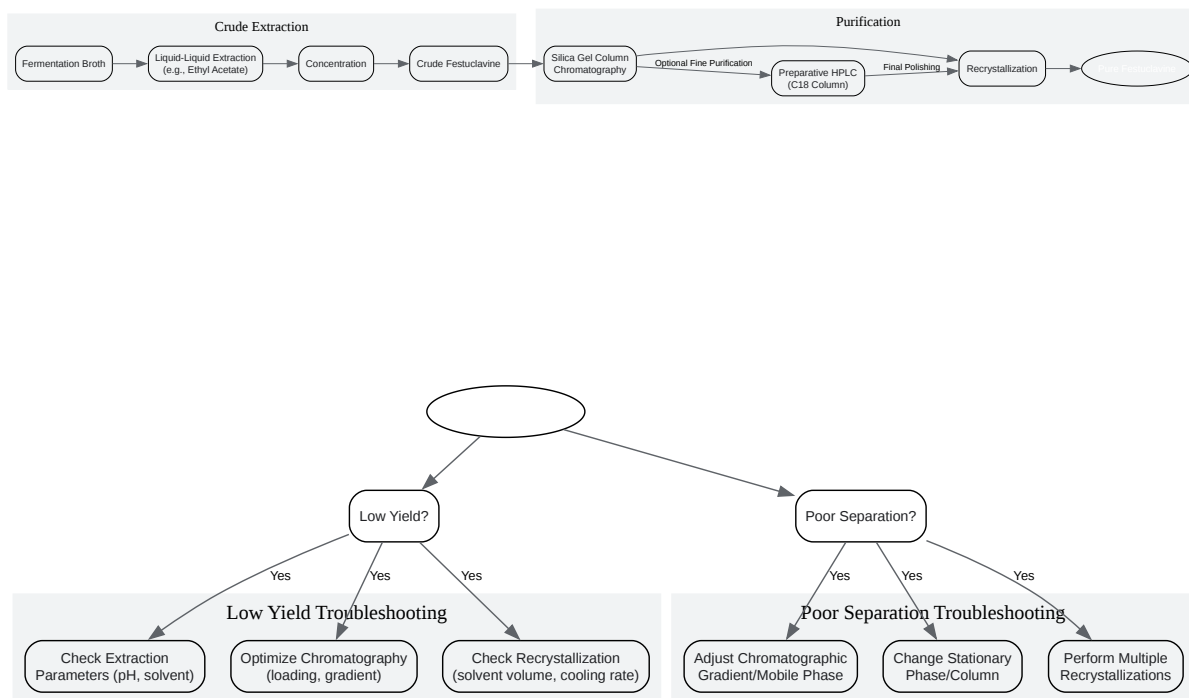 Crude Extraction
Fermentation Broth
Liquid-Liquid Extraction
(e.g., Ethyl Acetate)
Concentration
Crude Festuclavine
Purification
Silica Gel Column
Chromatography
Optional Fine Purification
Preparative HPLC
(C18 Column)
Final Polishing
Recrystallization
Pure Festuclavine
Low Yield?
Poor Separation?
Yes
Yes
Yes
Yes
Yes
Yes
Low Yield Troubleshooting
Check Extraction
Parameters (pH, solvent)
Optimize Chromatography
(loading, gradient)
Check Recrystallization
(solvent volume, cooling rate)
Poor Separation Troubleshooting
Adjust Chromatographic
Gradient/Mobile Phase
Change Stationary
Phase/Column
Perform Multiple
Recrystallizations